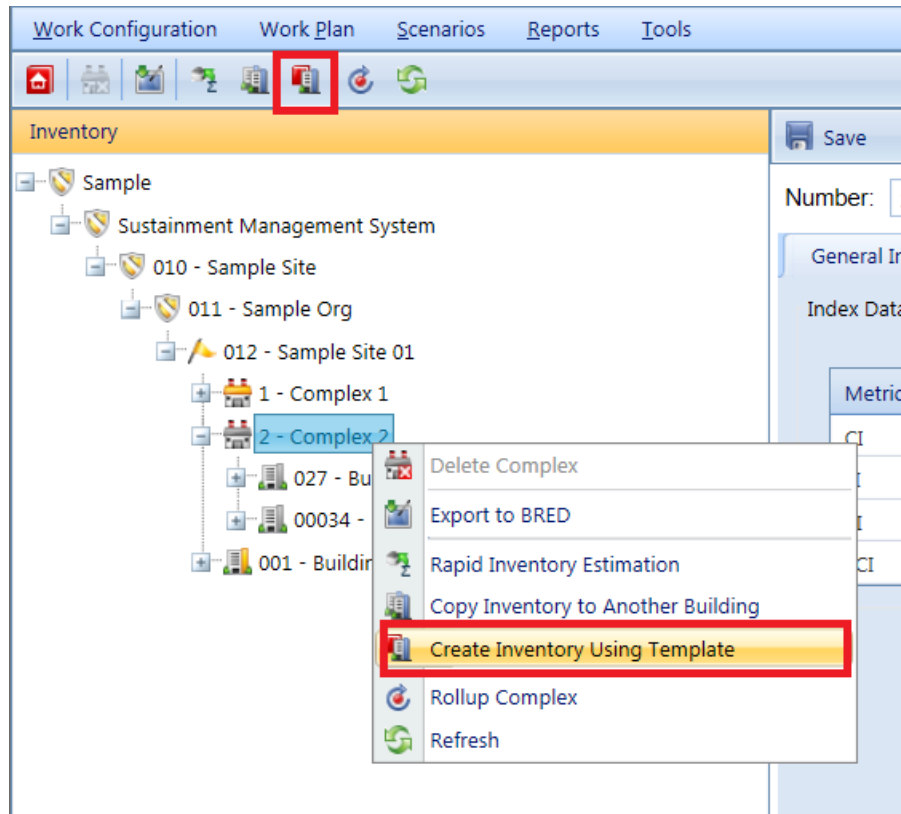 Work Configuration Work Plan Scenarios Reports Tools
Inventory
Save
Sample
Number:
Sustainment Management System
General
010 - Sample Site
Index Data
011 - Sample Org
012 - Sample Site 01
1 - Complex 1
Metric
2 - Complex 2
CI
Delete Complex
027 -
Export to BRED
00034 -
Rapid Inventory Estimation
001 - Building
CI
Copy Inventory to Another Building
Create Inventory Using Template
Rollup Complex
Refresh